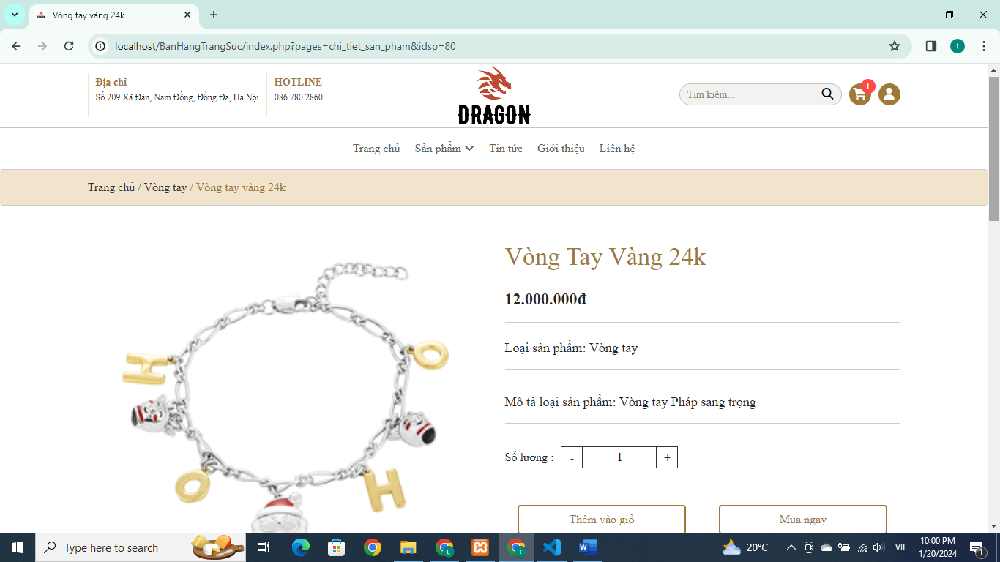 Vòng tay vàng 24k
localhost/BanHangTrangSuc/index.php?pages=chi_tiet_san_pham&idsp=80
t
Địa chỉ
Số 209 Xã Đàn, Nam Đồng, Đống Đa, Hà Nội
HOTLINE
086.780.2860
DRAGON
Tìm kiếm...
1
Trang chủ Sản phẩm Tin tức Giới thiệu Liên hệ
Trang chủ / Vòng tay / Vòng tay vàng 24k
Vòng Tay Vàng 24k
12.000.000đ
Loại sản phẩm: Vòng tay
Mô tả loại sản phẩm: Vòng tay Pháp sang trọng
Số lượng : - 1 +
Thêm vào giỏ Mua ngay
H
O
O
H
Type here to search
20°C
VIE
10:00 PM
1/20/2024
1